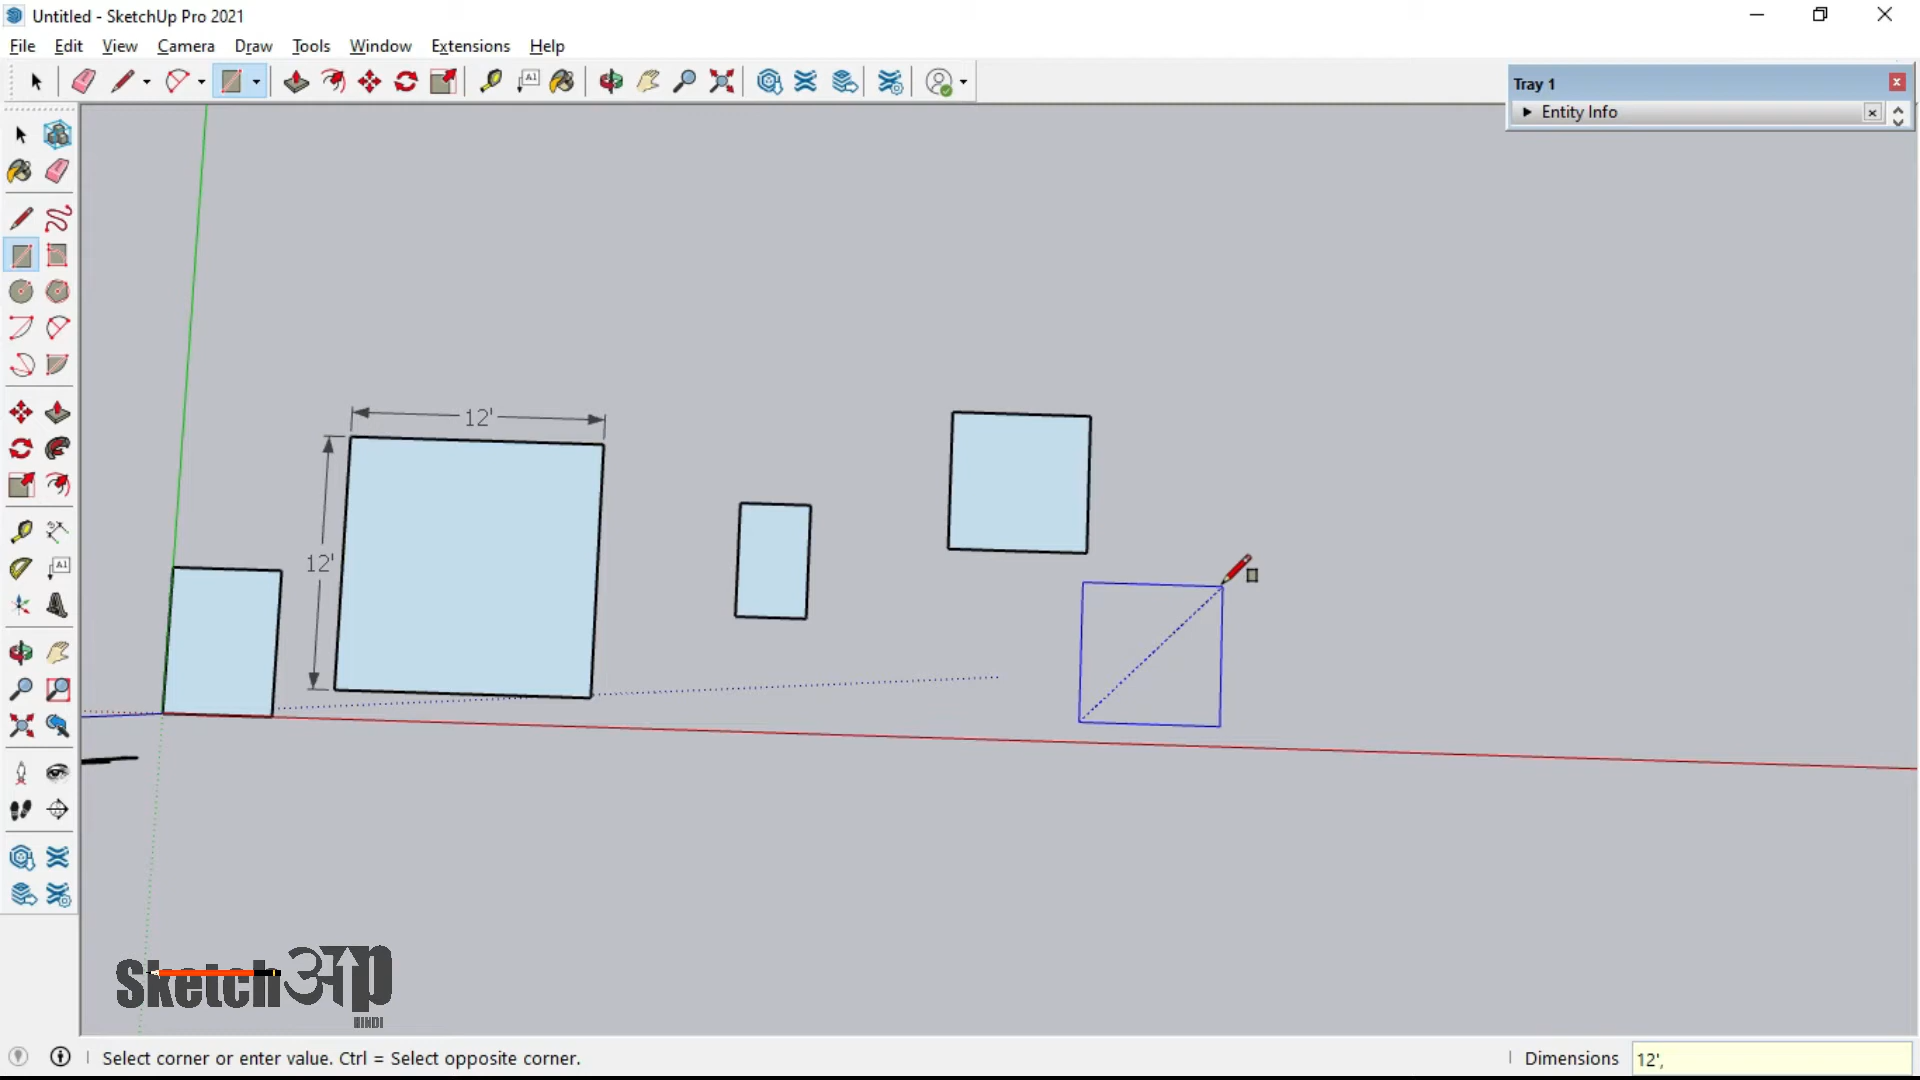 Untitled - SketchUp Pro 2021
File Edit View Camera Draw Tools Window Extensions Help
Tray 1
Entity Info
12'
12'
Sketchअप
HINDI
Select corner or enter value. Ctrl = Select opposite corner.
Dimensions 12',